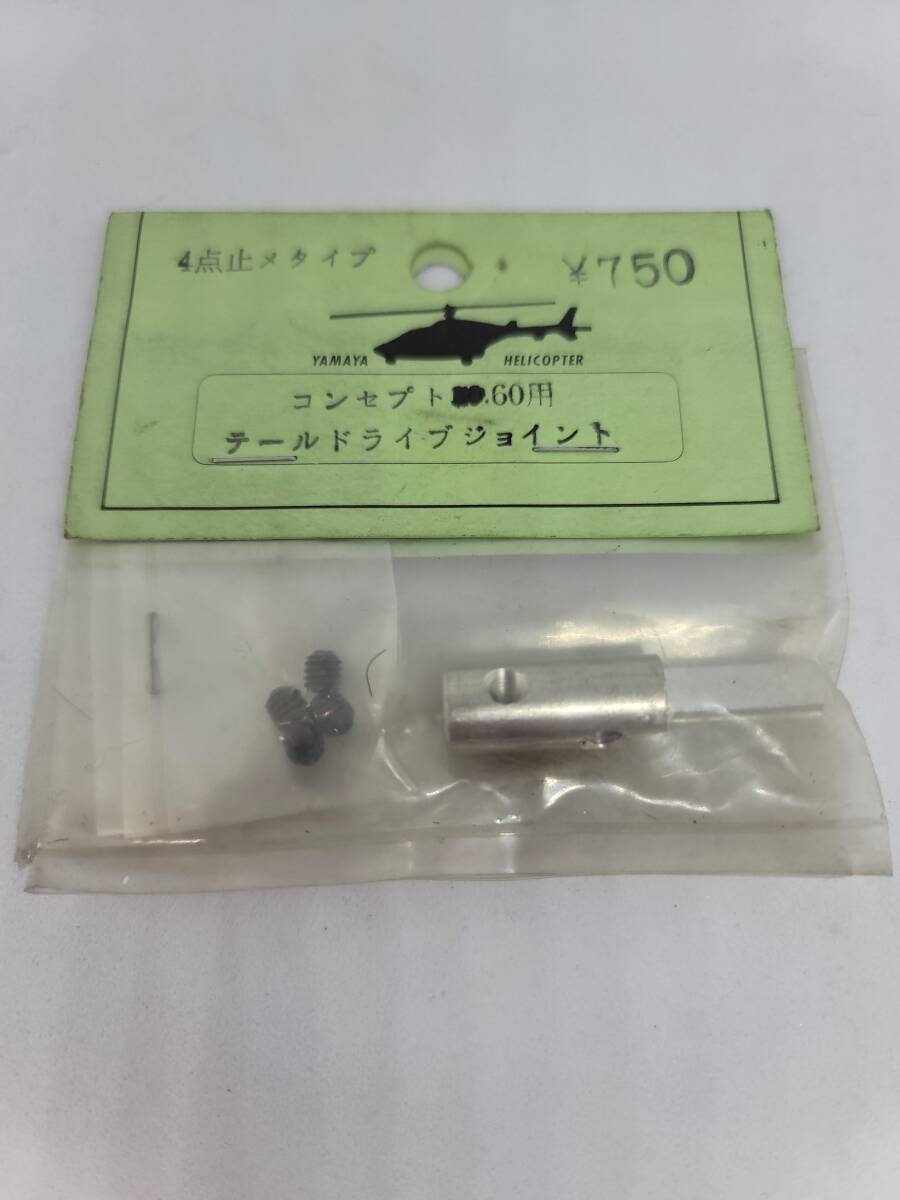 4点止メタイプ
¥750
YAMAYA HELICOPTER
コンセプト 60用
テールドライブジョイント